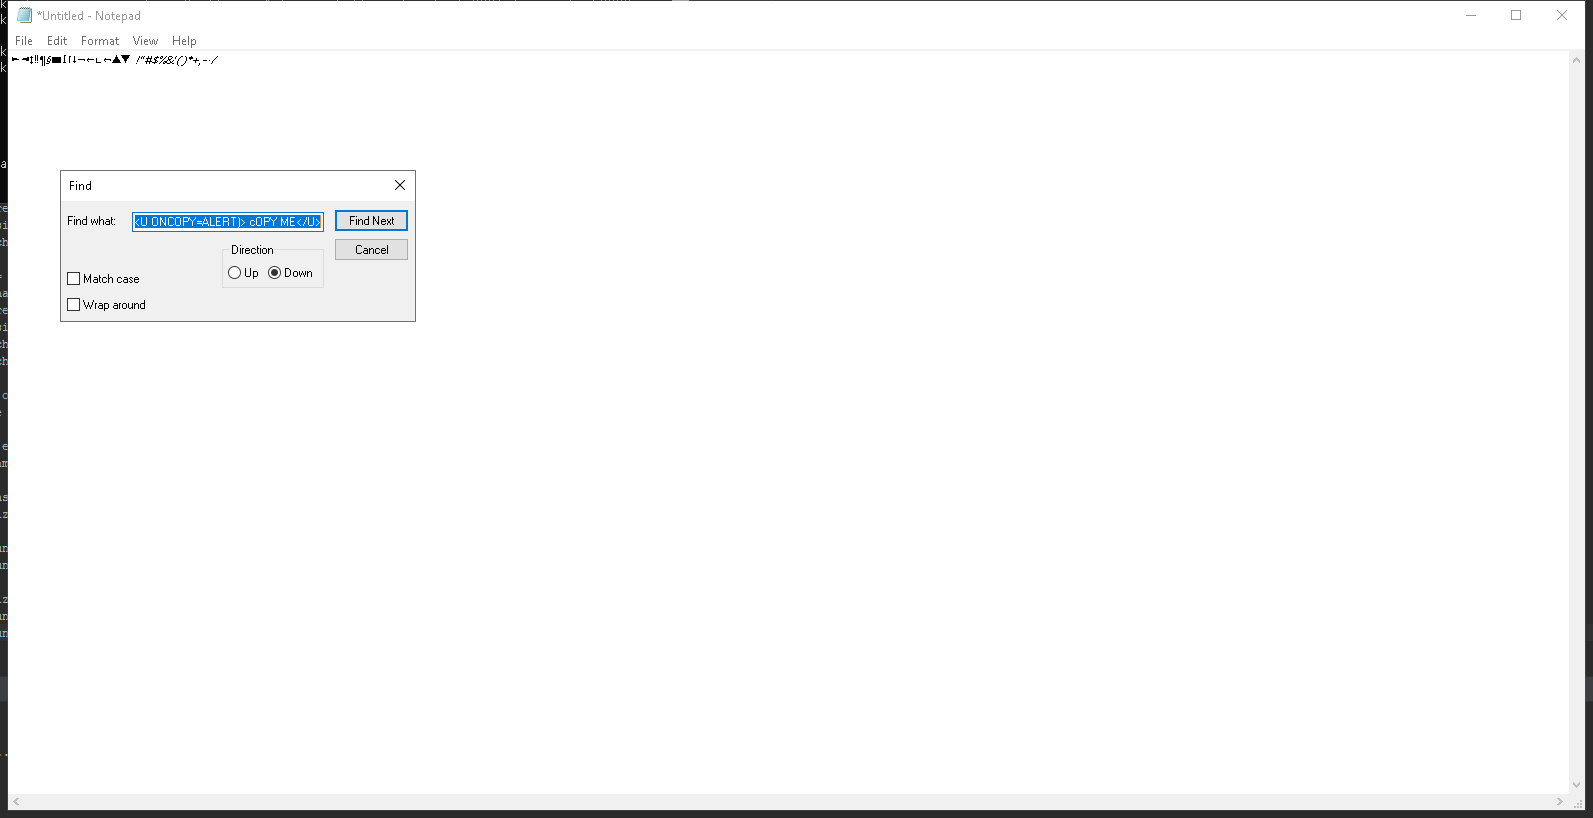 *Untitled - Notepad
File Edit Format View Help
►◄↕‼¶§▬↨↑↓→←∟↔▲▼ !"#$%&'()*+,-./
Find
Find what: <U ONCOPY=ALERT)> cOPY ME</U> Find Next
Direction Cancel
Up Down
Match case
Wrap around